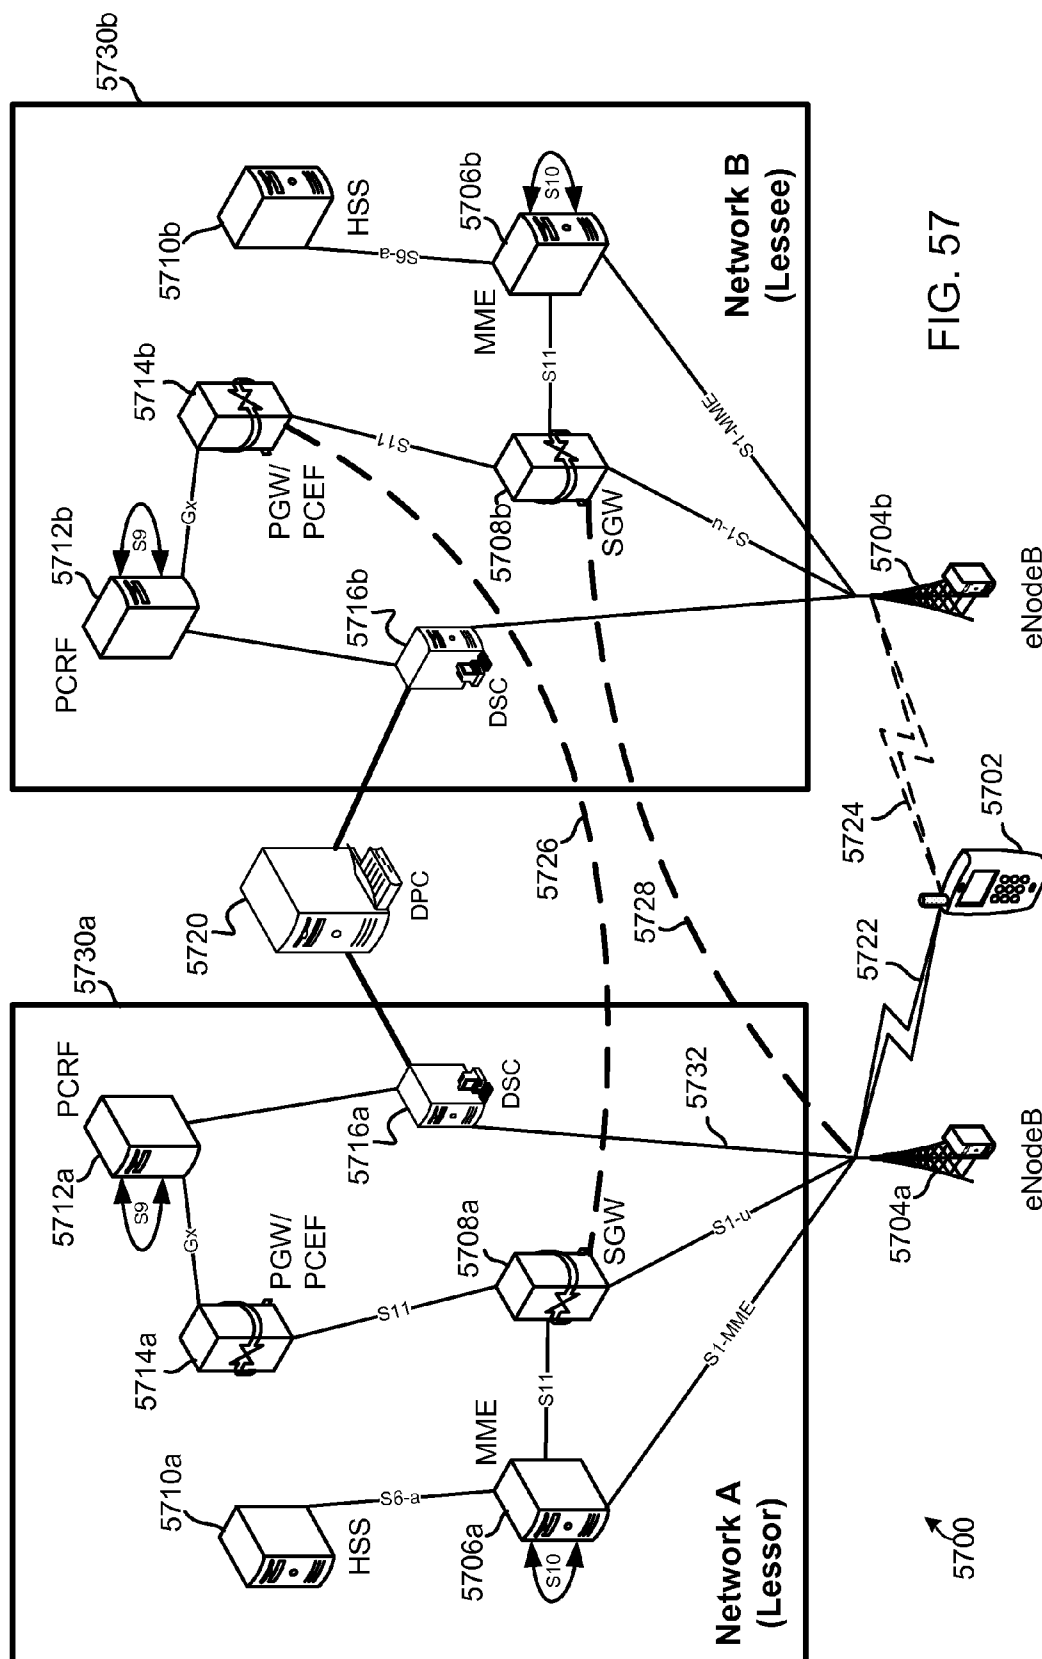 5730a
5730b
5710a
HSS
S6-a
5706a
MME
S10
S11
5714a
PGW/
PCEF
S11
Gx
5712a
PCRF
S9
5708a
SGW
5716a
DSC
5732
S1-u
S1-MME
Network A
(Lessor)
5720
DPC
5726
5728
5712b
PCRF
S9
Gx
5714b
PGW/
PCEF
S11
5716b
DSC
5708b
SGW
S11
5710b
HSS
S6-a
5706b
MME
S10
S1-u
S1-MME
Network B
(Lessee)
5704a
eNodeB
5722
5702
5724
5704b
eNodeB
5700
FIG. 57